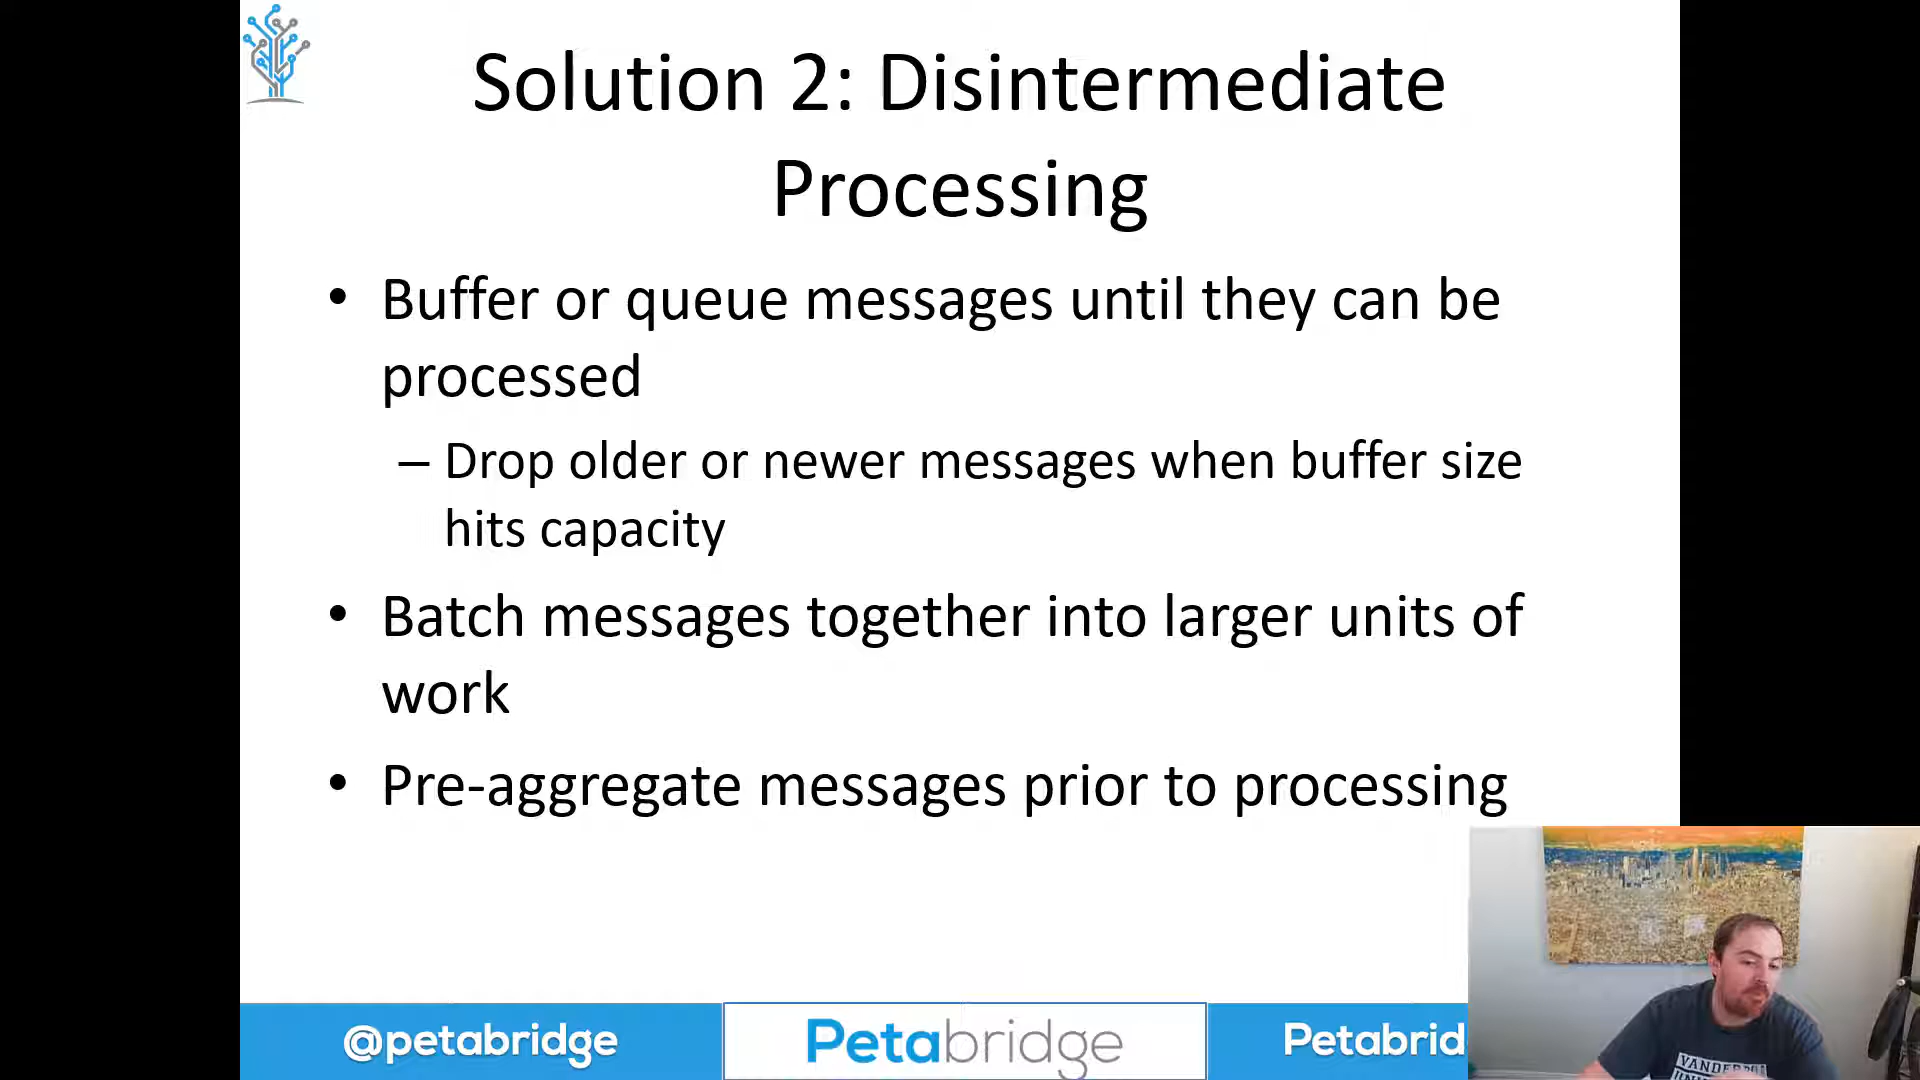 Solution 2: Disintermediate
Processing
• Buffer or queue messages until they can be
processed
– Drop older or newer messages when buffer size
hits capacity
• Batch messages together into larger units of
work
• Pre-aggregate messages prior to processing
@petabridge
Petabridge
Petabrid